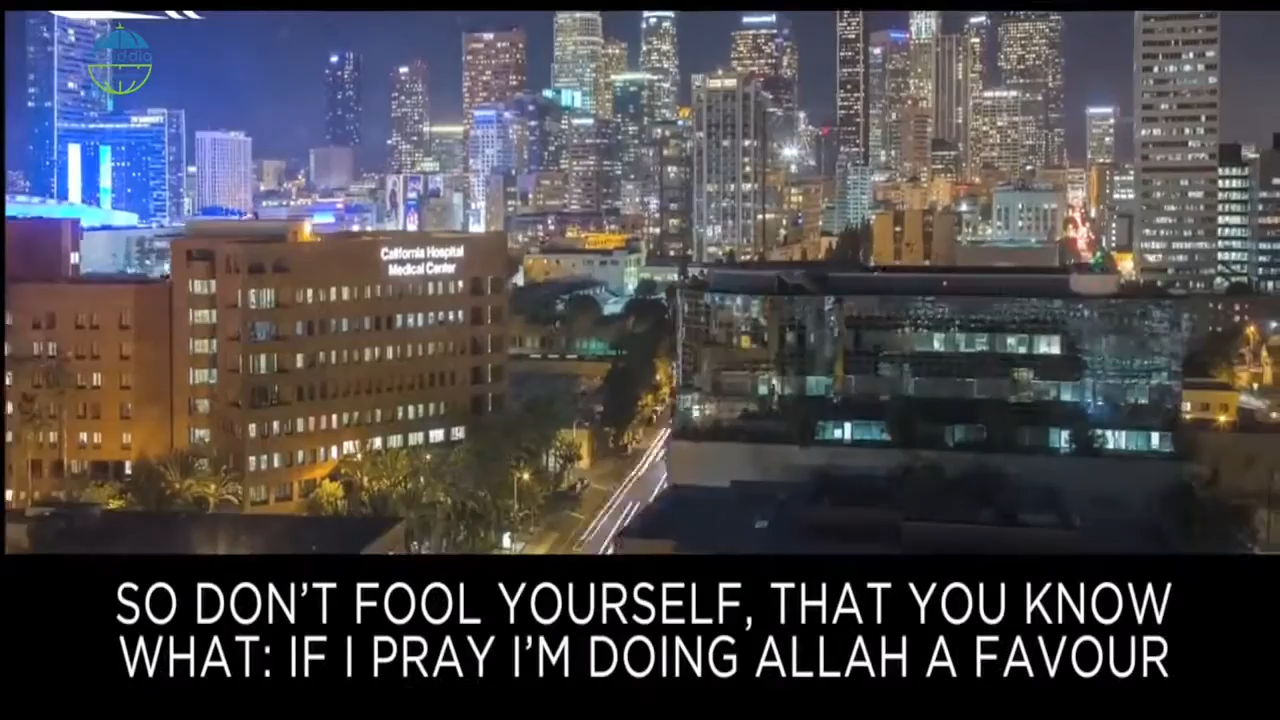 California Hospital
Medical Center
SO DON'T FOOL YOURSELF, THAT YOU KNOW
WHAT: IF I PRAY I'M DOING ALLAH A FAVOUR